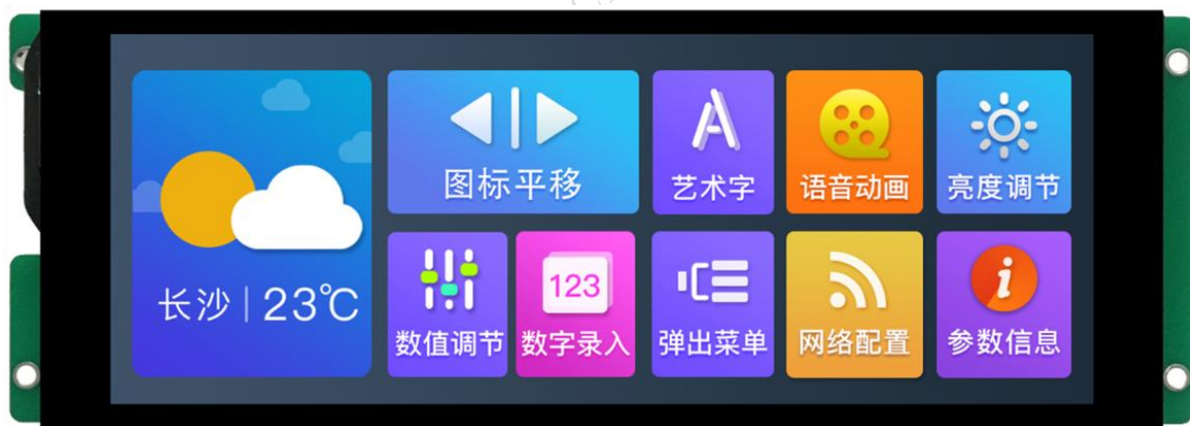 图标平移
艺术字
语音动画
亮度调节
长沙|23℃
数值调节
123
数字录入
弹出菜单
网络配置
i
参数信息